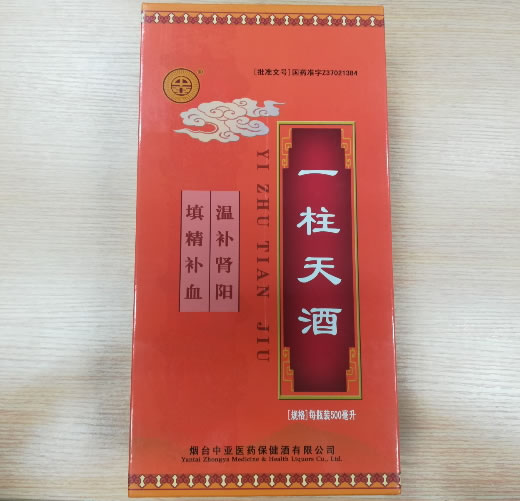 [批准文号]国药准字Z37021384
一柱天酒
YI ZHU TIAN JIU
温补肾阳
填精补血
[规格]每瓶装500毫升
烟台中亚医药保健酒有限公司
Yantai Zhongya Medicine & Health Liquors Co., Ltd.